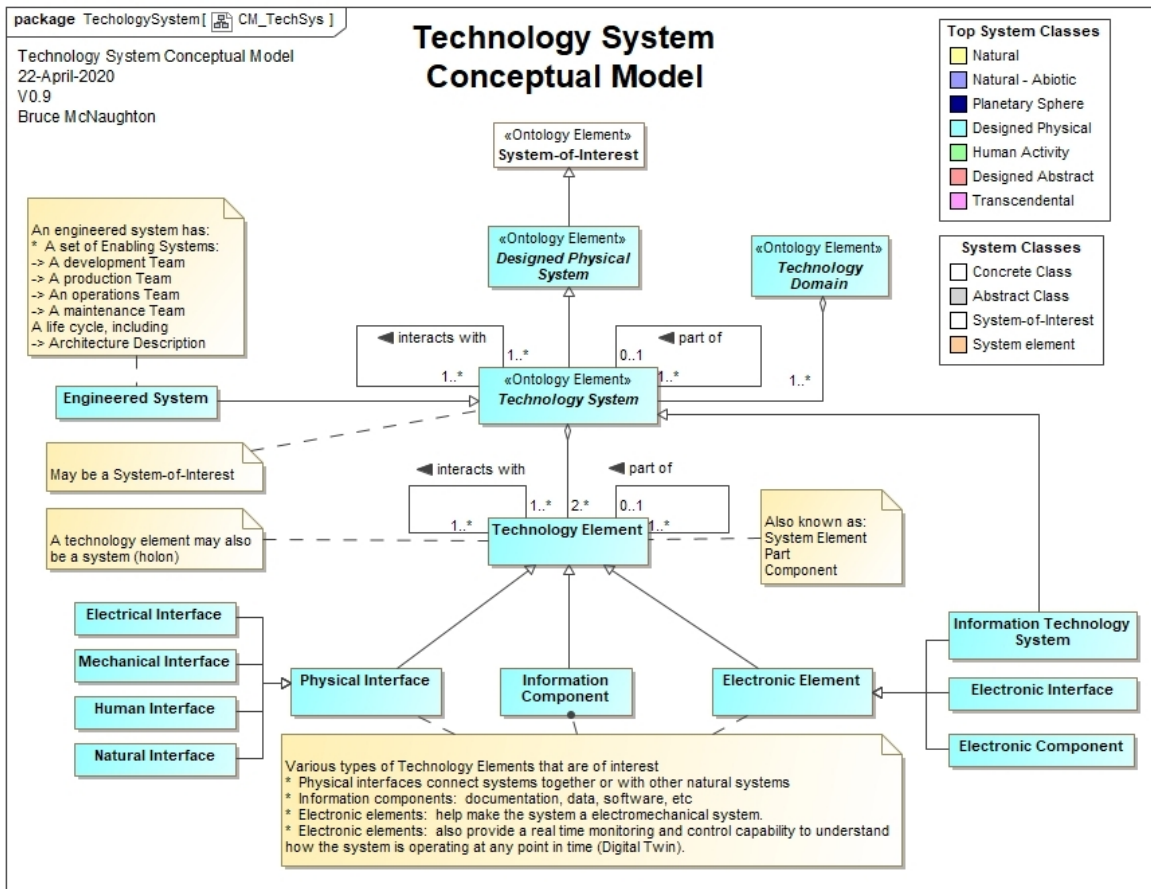 package TechologySystem[ CM_TechSys ]
Technology System Conceptual Model
22-April-2020
V0.9
Bruce McNaughton
Technology System
Conceptual Model
Top System Classes
Natural
Natural - Abiotic
Planetary Sphere
Designed Physical
Human Activity
Designed Abstract
Transcendental
System Classes
Concrete Class
Abstract Class
System-of-Interest
System element
«Ontology Element»
System-of-Interest
«Ontology Element»
Designed Physical
System
«Ontology Element»
Technology
Domain
An engineered system has:
* A set of Enabling Systems:
-> A development Team
-> A production Team
-> An operations Team
-> A maintenance Team
A life cycle, including
-> Architecture Description
interacts with
1..*
1..*
part of
0..1
1..*
1..*
Engineered System
«Ontology Element»
Technology System
May be a System-of-Interest
interacts with
1..*
1..*
2.*
part of
0..1
1..*
A technology element may also
be a system (holon)
Technology Element
Also known as:
System Element
Part
Component
Electrical Interface
Mechanical Interface
Human Interface
Natural Interface
Physical Interface
Information
Component
Electronic Element
Information Technology
System
Electronic Interface
Electronic Component
Various types of Technology Elements that are of interest
* Physical interfaces connect systems together or with other natural systems
* Information components: documentation, data, software, etc
* Electronic elements: help make the system a electromechanical system.
* Electronic elements: also provide a real time monitoring and control capability to understand
how the system is operating at any point in time (Digital Twin).